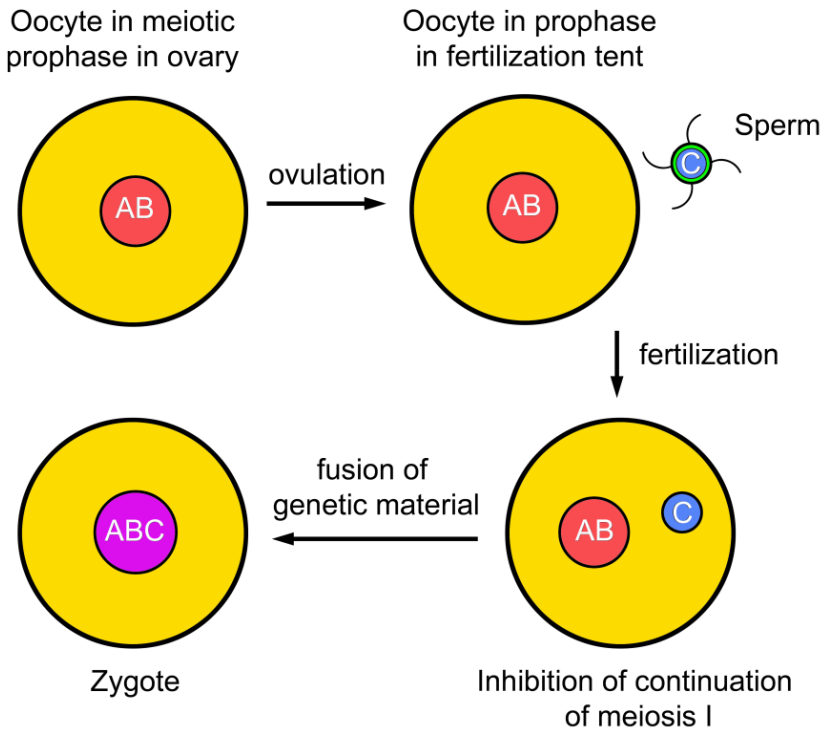 Oocyte in meiotic
prophase in ovary
AB
ovulation
Oocyte in prophase
in fertilization tent
AB
Sperm
C
fertilization
AB
C
Inhibition of continuation
of meiosis I
fusion of
genetic material
ABC
Zygote